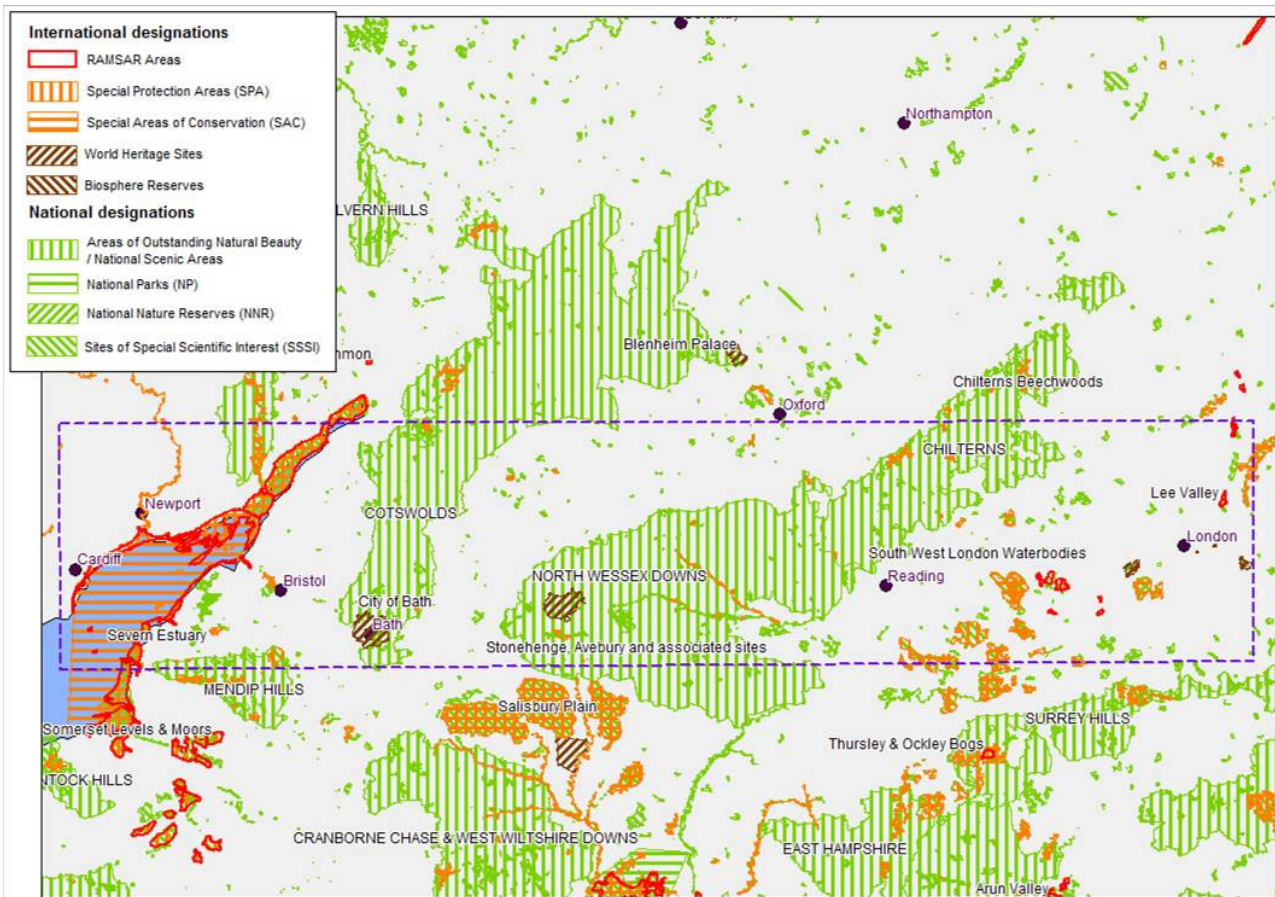 International designations
RAMSAR Areas
Special Protection Areas (SPA)
Special Areas of Conservation (SAC)
World Heritage Sites
Biosphere Reserves
National designations
Areas of Outstanding Natural Beauty
/ National Scenic Areas
National Parks (NP)
National Nature Reserves (NNR)
Sites of Special Scientific Interest (SSSI)
Northampton
LVERN HILLS
Blenheim Palace
mmon
Chilterns Beechwoods
Oxford
CHILTERNS
Newport
COTSWOLDS
Lee Valley
London
South West London Waterbodies
Cardiff
Bristol
NORTH WESSEX DOWNS
Reading
City of Bath
Bath
Severn Estuary
Stonehenge, Avebury and associated sites
MENDIP HILLS
Salisbury Plain
SURREY HILLS
Somerset Levels & Moors
Thursley & Ockley Bogs
NTOCK HILLS
CRANBORNE CHASE & WEST WILTSHIRE DOWNS
EAST HAMPSHIRE
Arun Valley